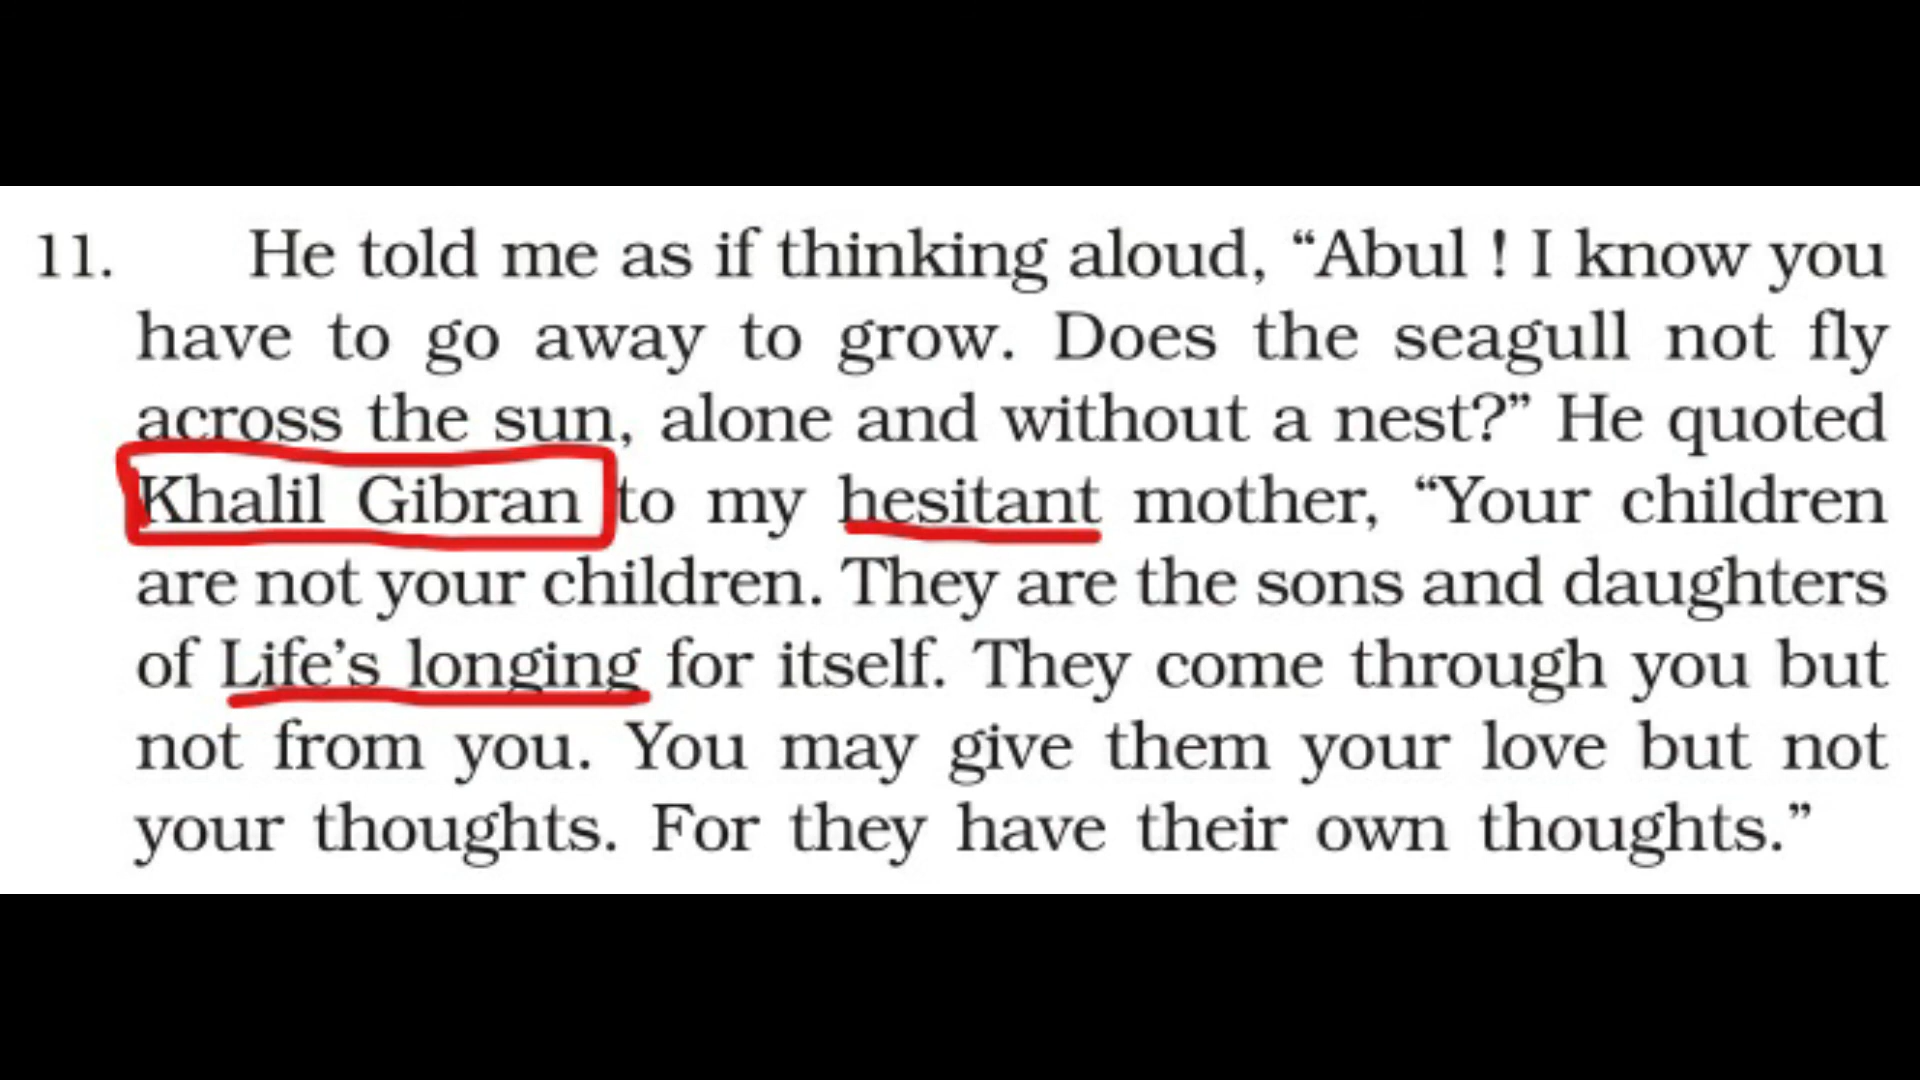 11. He told me as if thinking aloud, “Abul ! I know you
have to go away to grow. Does the seagull not fly
across the sun, alone and without a nest?” He quoted
Khalil Gibran to my hesitant mother, “Your children
are not your children. They are the sons and daughters
of Life’s longing for itself. They come through you but
not from you. You may give them your love but not
your thoughts. For they have their own thoughts.”